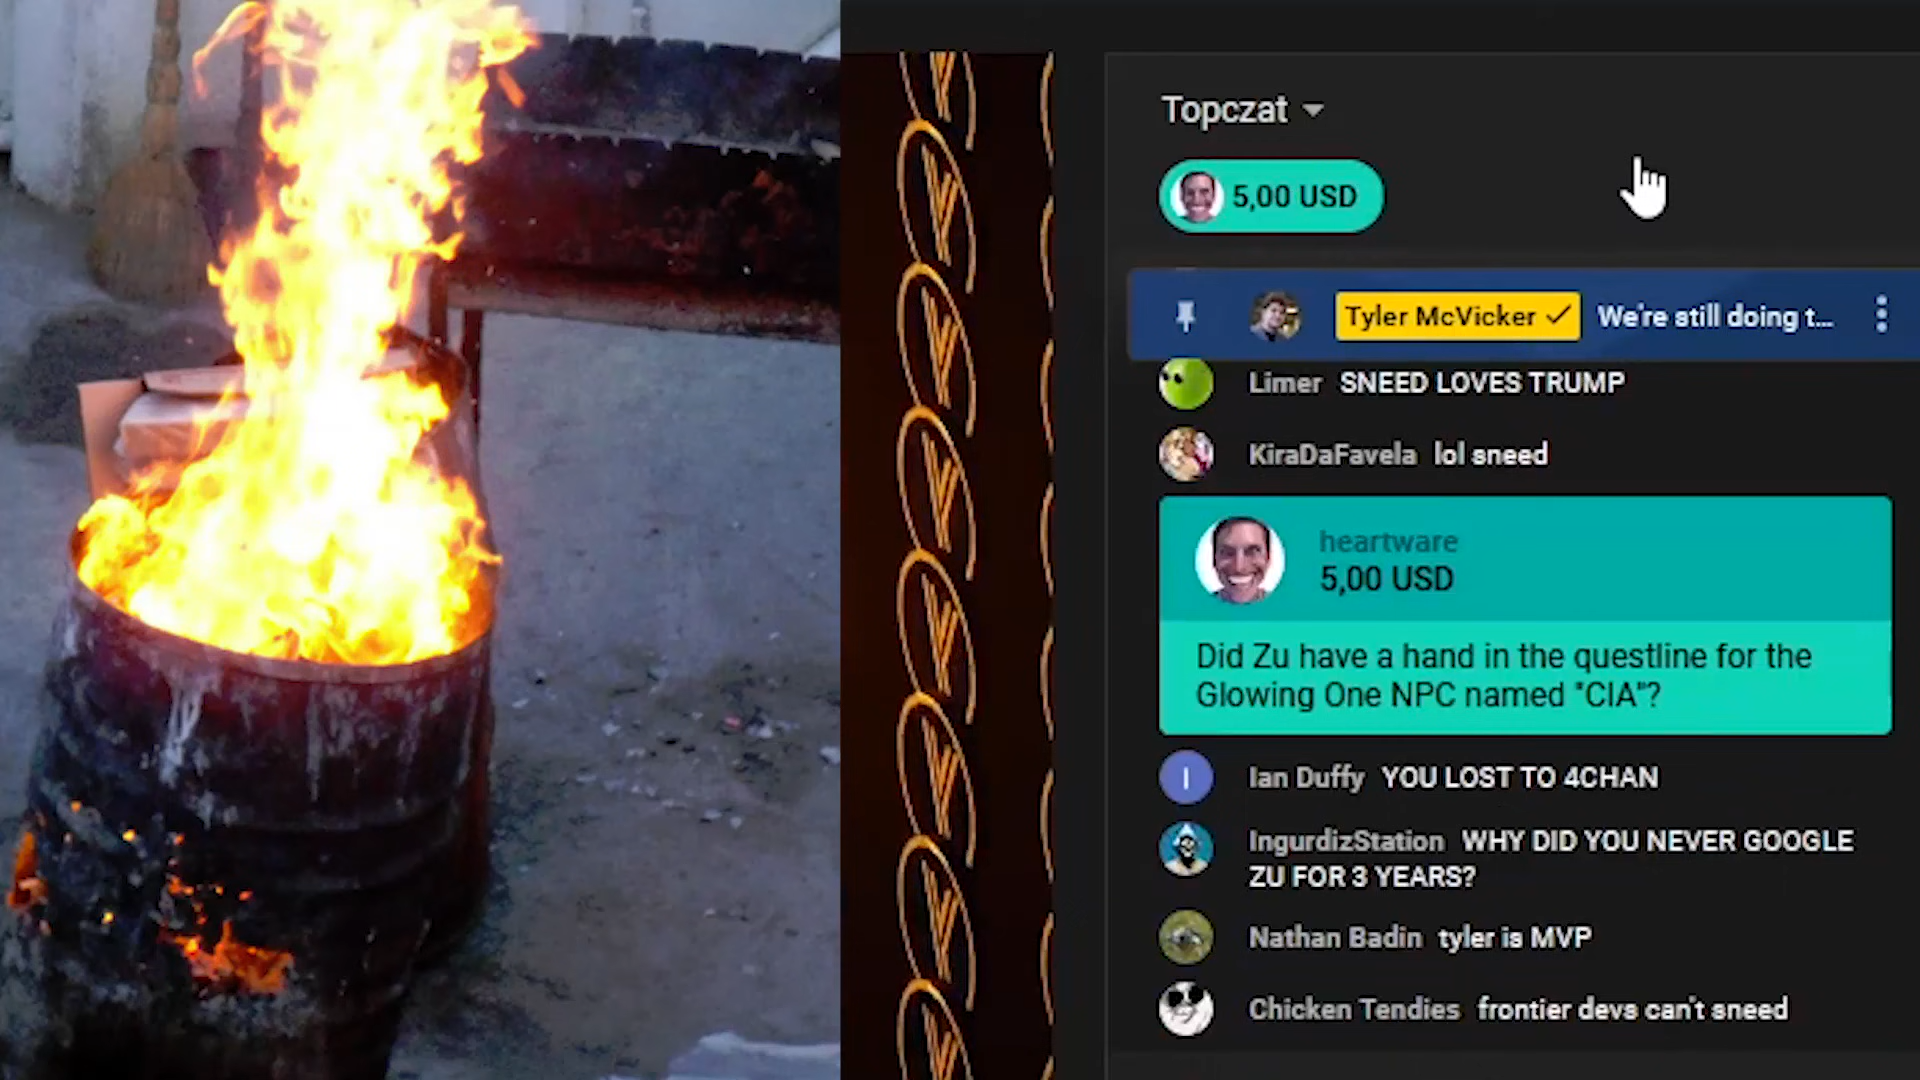 Topczat
5,00 USD
Tyler McVicker We're still doing t...
Limer SNEED LOVES TRUMP
KiraDaFavela lol sneed
heartware
5,00 USD
Did Zu have a hand in the questline for the
Glowing One NPC named "CIA"?
I Ian Duffy YOU LOST TO 4CHAN
IngurdizStation WHY DID YOU NEVER GOOGLE
ZU FOR 3 YEARS?
Nathan Badin tyler is MVP
Chicken Tendies frontier devs can't sneed